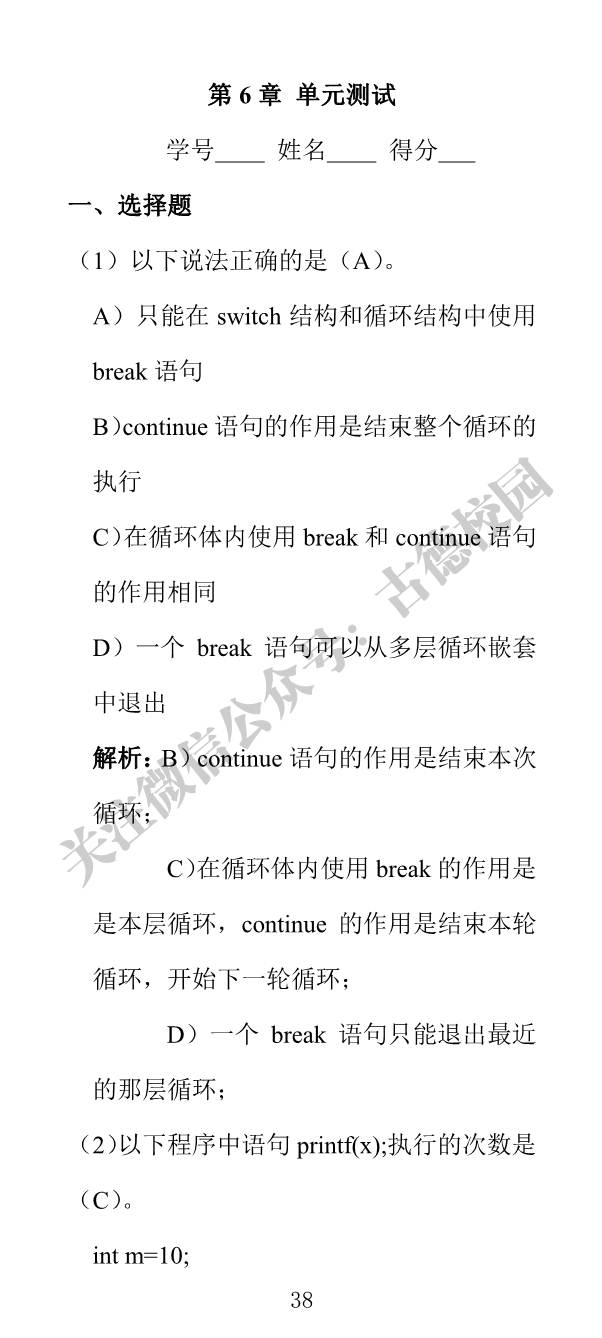 第 6 章 单元测试
学号____ 姓名____ 得分___
一、选择题
（1）以下说法正确的是（A）。
A）只能在 switch 结构和循环结构中使用
break 语句
B）continue 语句的作用是结束整个循环的
执行
C）在循环体内使用 break 和 continue 语句
的作用相同
D）一个 break 语句可以从多层循环嵌套
中退出
解析：B）continue 语句的作用是结束本次
循环；
C）在循环体内使用 break 的作用是
是本层循环，continue 的作用是结束本轮
循环，开始下一轮循环；
D）一个 break 语句只能退出最近
的那层循环；
（2）以下程序中语句 printf(x);执行的次数是
（C）。
int m=10;
38
关注微信公众号：古德校园